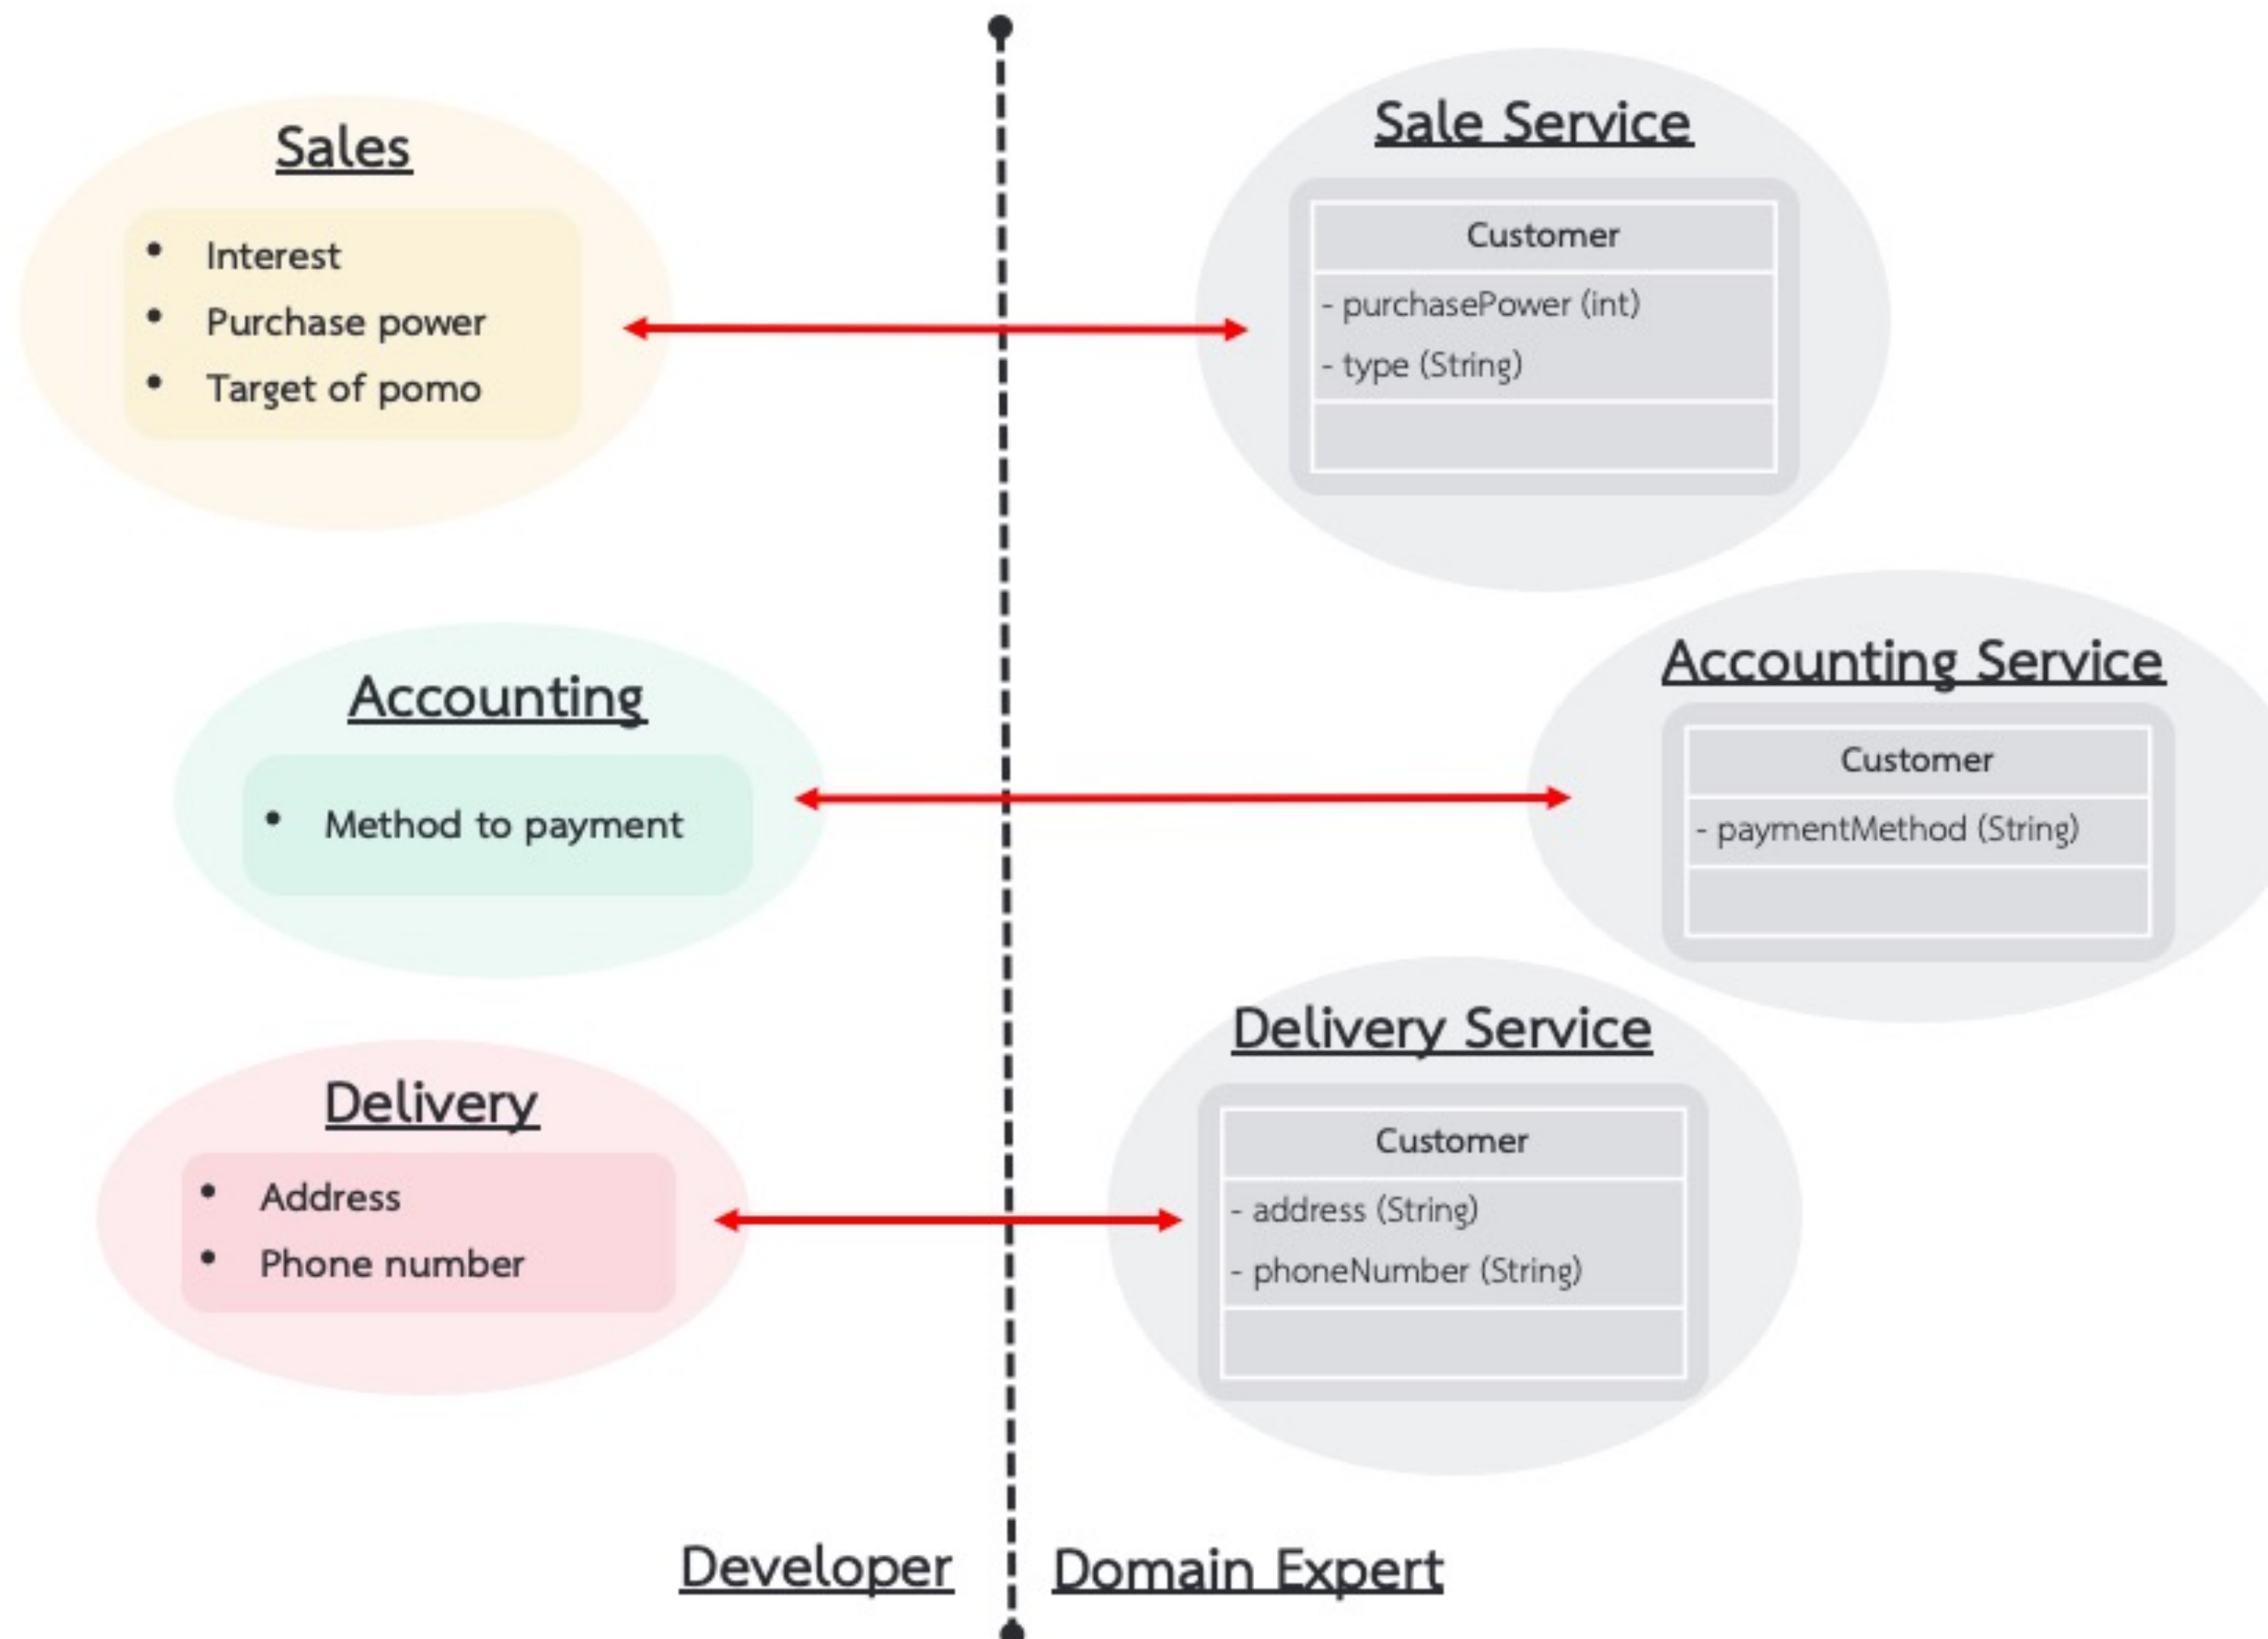 Sales
• Interest
• Purchase power
• Target of pomo
Sale Service
Customer
- purchasePower (int)
- type (String)
Accounting
• Method to payment
Accounting Service
Customer
- paymentMethod (String)
Delivery
• Address
• Phone number
Delivery Service
Customer
- address (String)
- phoneNumber (String)
Developer
Domain Expert